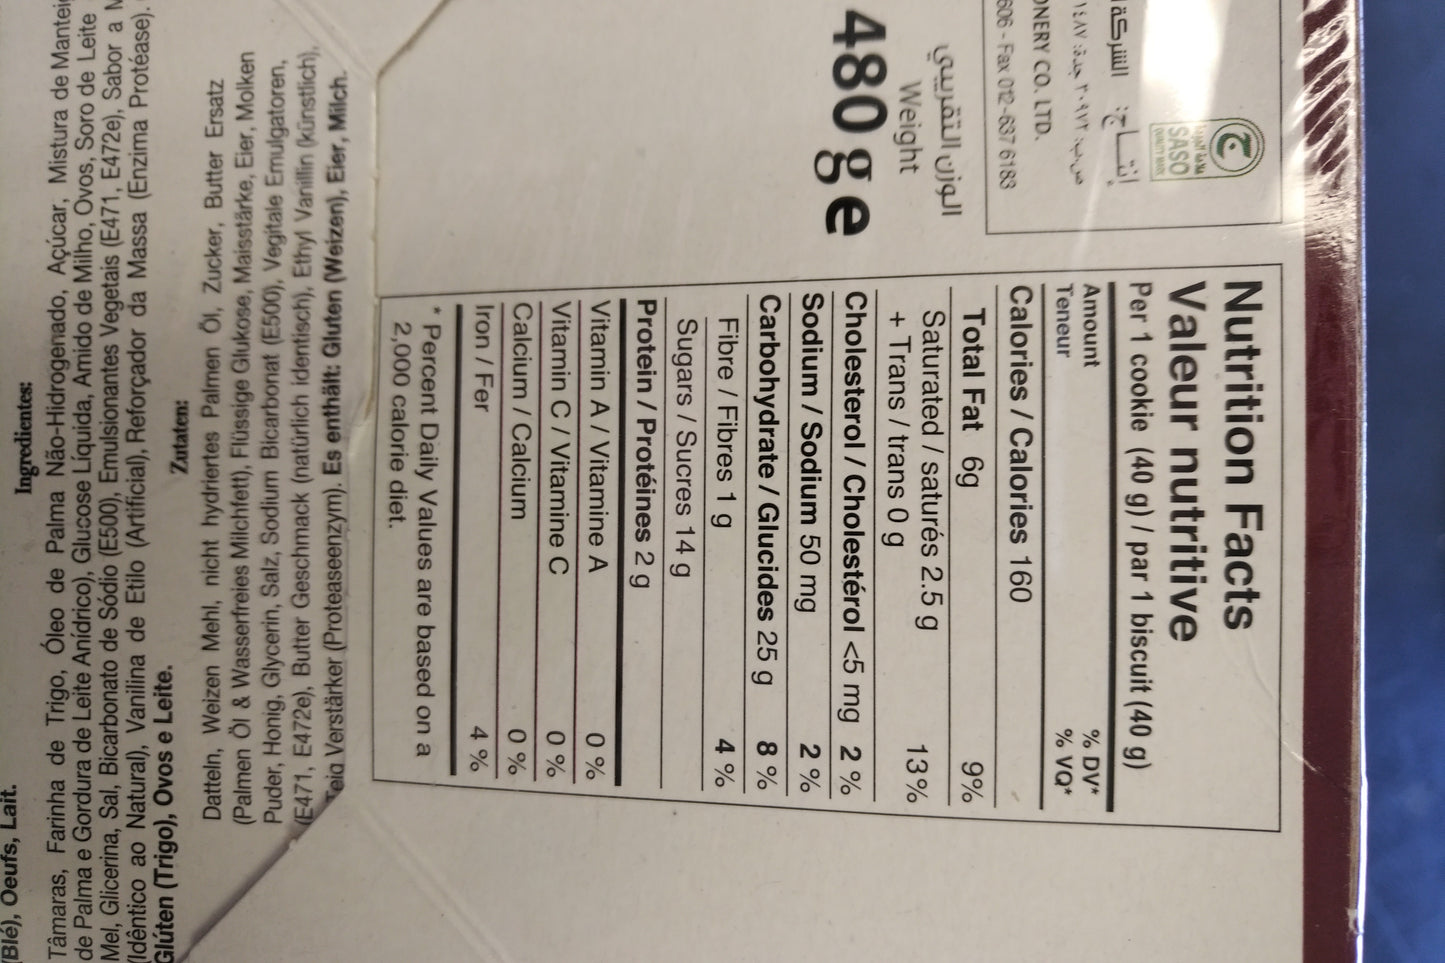 الشركة
إنتـــاج:
ص.ب: ٢٠٩٧٢ جدة: ١٤٨٧
ONERY CO. LTD.
606 - Fax 012-637 6183
SASO
QUALITY MARK
الوزن التقريبي
Weight
480 g e
Nutrition Facts
Valeur nutritive
Per 1 cookie (40 g) / par 1 biscuit (40 g)
Amount % DV*
Teneur % VQ*
Calories / Calories 160
Total Fat 6g 9%
Saturated / saturés 2.5 g
+ Trans / trans 0 g 13%
Cholesterol / Cholestérol <5 mg 2 %
Sodium / Sodium 50 mg 2 %
Carbohydrate / Glucides 25 g 8 %
Fibre / Fibres 1 g 4 %
Sugars / Sucres 14 g
Protein / Protéines 2 g
Vitamin A / Vitamine A 0 %
Vitamin C / Vitamine C 0 %
Calcium / Calcium 0 %
Iron / Fer 4 %
* Percent Daily Values are based on a
2,000 calorie diet.
(Blé), Oeufs, Lait.
Ingredientes:
Tâmaras, Farinha de Trigo, Óleo de Palma Não-Hidrogenado, Açúcar, Mistura de Mantei
de Palma e Gordura de Leite Anídrico), Glucose Líquida, Amido de Milho, Ovos, Soro de Leite
Mel, Glicerina, Sal, Bicarbonato de Sódio (E500), Emulsionantes Vegetais (E471, E472e), Sabor a M
(Idêntico ao Natural), Vanilina de Etilo (Artificial), Reforçador da Massa (Enzima Protéase).
Glúten (Trigo), Ovos e Leite.
Zutaten:
Datteln, Weizen Mehl, nicht hydriertes Palmen Öl, Zucker, Butter Ersatz
(Palmen Öl & Wasserfreies Milchfett), Flüssige Glukose, Maisstärke, Eier, Molken
Puder, Honig, Glycerin, Salz, Sodium Bicarbonat (E500), Vegitale Emulgatoren,
(E471, E472e), Butter Geschmack (natürlich identisch), Ethyl Vanillin (künstlich),
Teig Verstärker (Proteaseenzym). Es enthält: Gluten (Weizen), Eier, Milch.